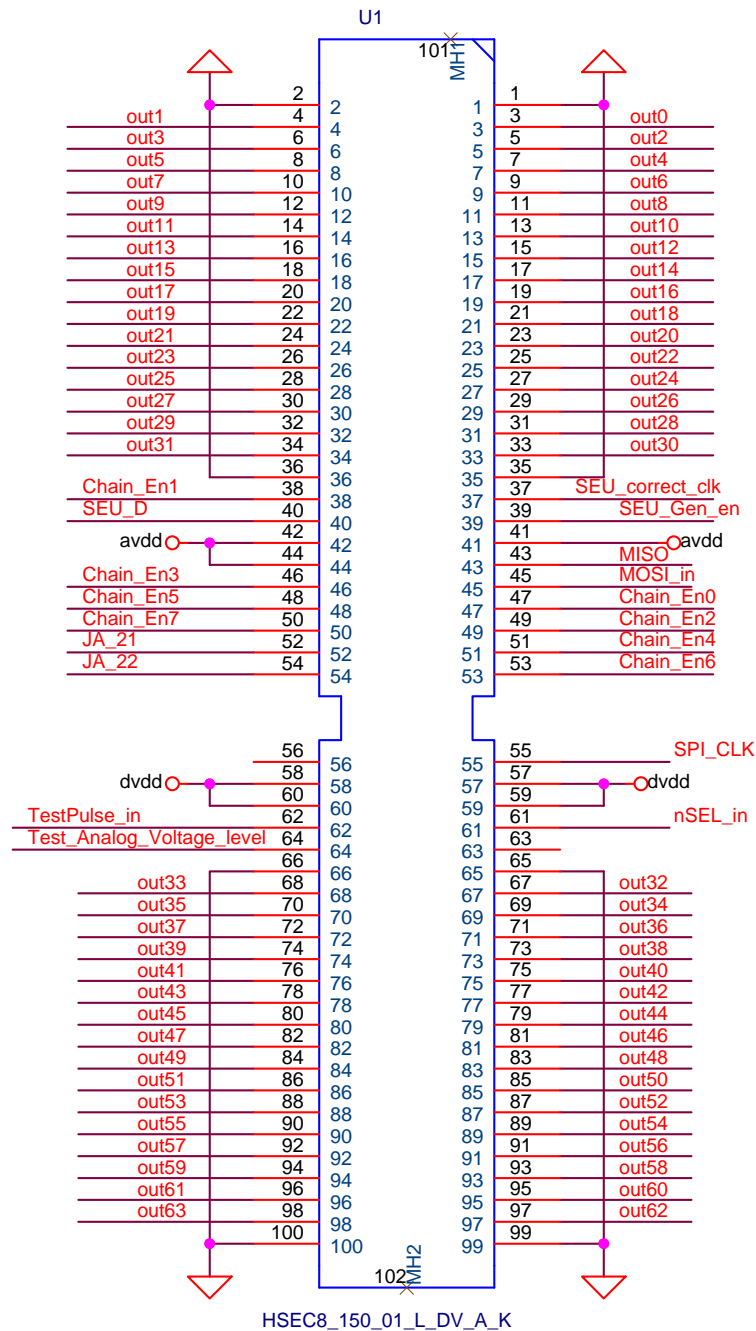 U1
101 MH1
2 2 1 1
out1 4 4 3 3 out0
out3 6 6 5 5 out2
out5 8 8 7 7 out4
out7 10 10 9 9 out6
out9 12 12 11 11 out8
out11 14 14 13 13 out10
out13 16 16 15 15 out12
out15 18 18 17 17 out14
out17 20 20 19 19 out16
out19 22 22 21 21 out18
out21 24 24 23 23 out20
out23 26 26 25 25 out22
out25 28 28 27 27 out24
out27 30 30 29 29 out26
out29 32 32 31 31 out28
out31 34 34 33 33 out30
36 36 35 35
Chain_En1 38 38 37 37 SEU_correct_clk
SEU_D 40 40 39 39 SEU_Gen_en
avdd 42 42 41 41 avdd
44 44 43 43 MISO
Chain_En3 46 46 45 45 MOSI_in
Chain_En5 48 48 47 47 Chain_En0
Chain_En7 50 50 49 49 Chain_En2
JA_21 52 52 51 51 Chain_En4
JA_22 54 54 53 53 Chain_En6
56 56 55 55 SPI_CLK
dvdd 58 58 57 57 dvdd
60 60 59 59
TestPulse_in 62 62 61 61 nSEL_in
Test_Analog_Voltage_level 64 64 63 63
66 66 65 65
out33 68 68 67 67 out32
out35 70 70 69 69 out34
out37 72 72 71 71 out36
out39 74 74 73 73 out38
out41 76 76 75 75 out40
out43 78 78 77 77 out42
out45 80 80 79 79 out44
out47 82 82 81 81 out46
out49 84 84 83 83 out48
out51 86 86 85 85 out50
out53 88 88 87 87 out52
out55 90 90 89 89 out54
out57 92 92 91 91 out56
out59 94 94 93 93 out58
out61 96 96 95 95 out60
out63 98 98 97 97 out62
100 100 99 99
102 MH2
HSEC8_150_01_L_DV_A_K